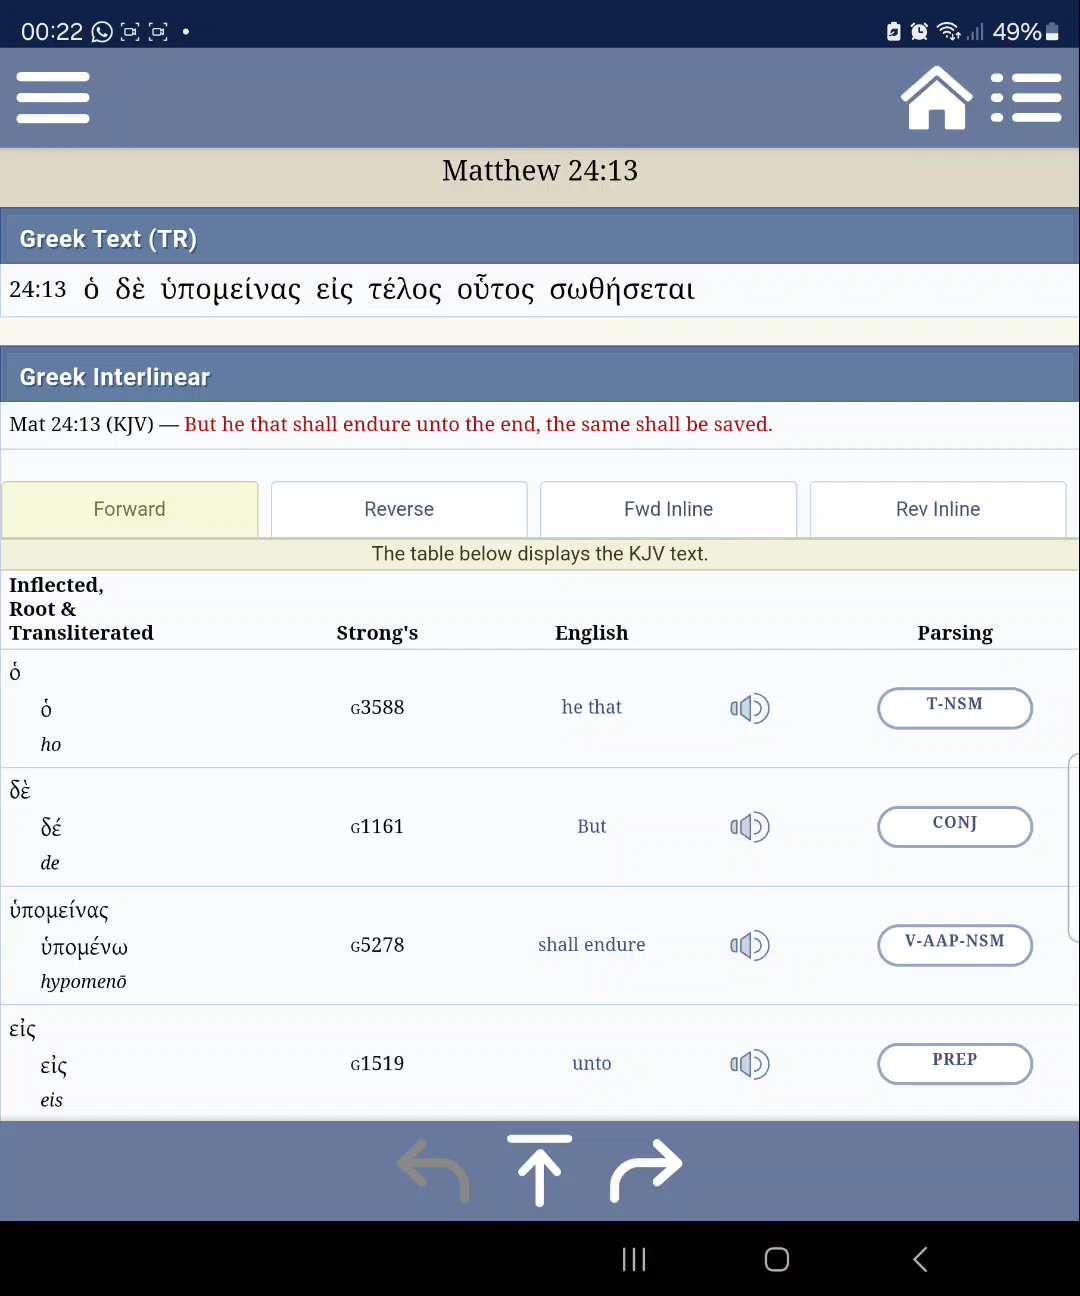 00:22 49%
Matthew 24:13
Greek Text (TR)
24:13 ὁ δὲ ὑπομείνας εἰς τέλος οὗτος σωθήσεται
Greek Interlinear
Mat 24:13 (KJV) — But he that shall endure unto the end, the same shall be saved.
Forward Reverse Fwd Inline Rev Inline
The table below displays the KJV text.
Inflected,
Root &
Transliterated Strong's English Parsing
ὁ
ὁ G3588 he that T-NSM
ho
δὲ
δέ G1161 But CONJ
de
ὑπομείνας
ὑπομένω G5278 shall endure V-AAP-NSM
hypomenō
εἰς
εἰς G1519 unto PREP
eis